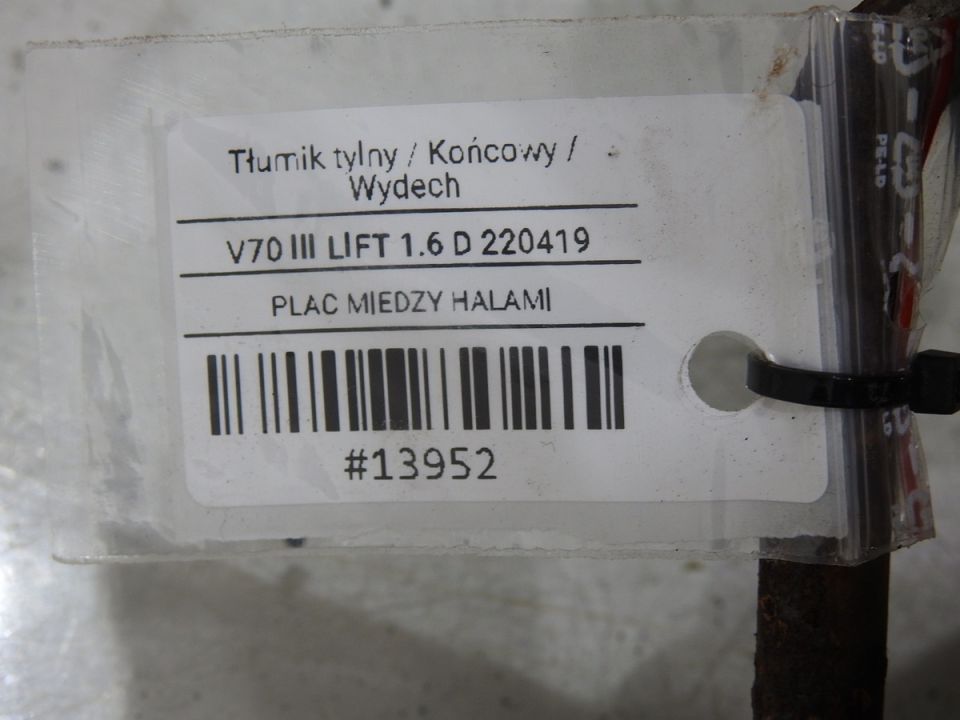 Tłumik tylny / Końcowy /
Wydech
V70 III LIFT 1.6 D 220419
PLAC MIEDZY HALAMI
#13952